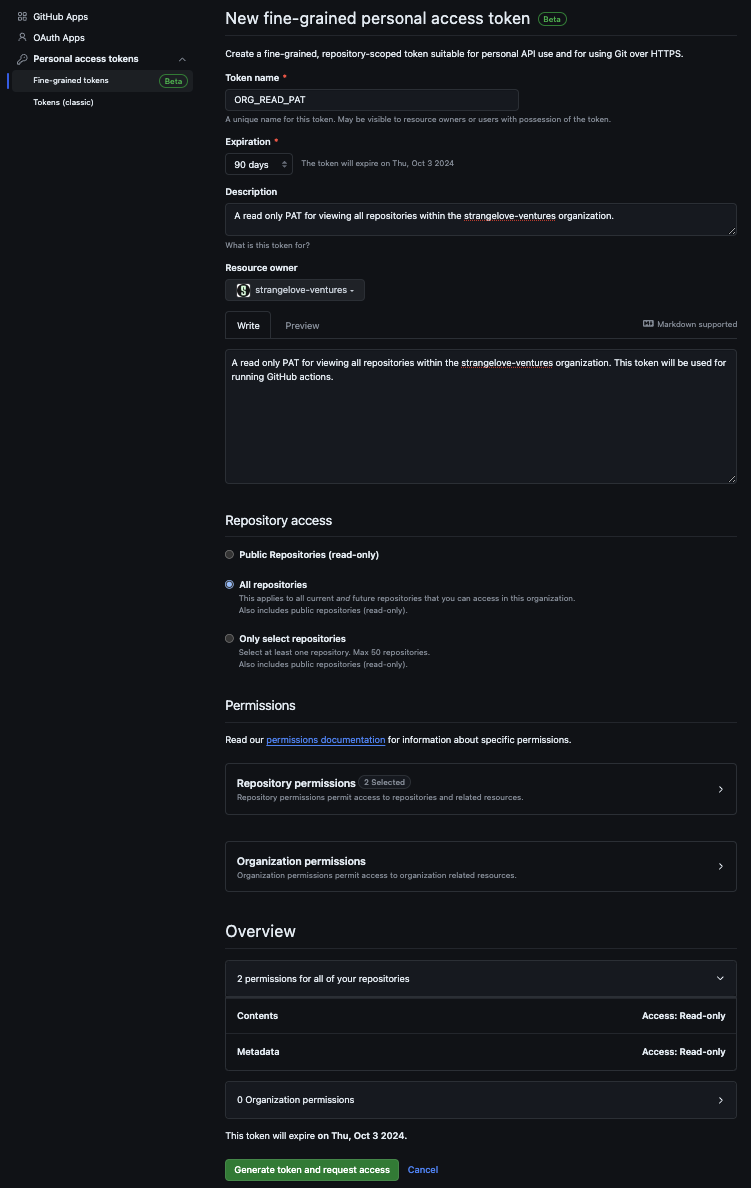 GitHub Apps
OAuth Apps
Personal access tokens
Fine-grained tokens Beta
Tokens (classic)
New fine-grained personal access token Beta
Create a fine-grained, repository-scoped token suitable for personal API use and for using Git over HTTPS.
Token name *
ORG_READ_PAT
A unique name for this token. May be visible to resource owners or users with possession of the token.
Expiration *
90 days The token will expire on Thu, Oct 3 2024
Description
A read only PAT for viewing all repositories within the strangelove-ventures organization.
What is this token for?
Resource owner
strangelove-ventures
Write Preview Markdown supported
A read only PAT for viewing all repositories within the strangelove-ventures organization. This token will be used for
running GitHub actions.
Repository access
Public Repositories (read-only)
All repositories
This applies to all current and future repositories that you can access in this organization.
Also includes public repositories (read-only).
Only select repositories
Select at least one repository. Max 50 repositories.
Also includes public repositories (read-only).
Permissions
Read our permissions documentation for information about specific permissions.
Repository permissions 2 Selected
Repository permissions permit access to repositories and related resources.
Organization permissions
Organization permissions permit access to organization related resources.
Overview
2 permissions for all of your repositories
Contents Access: Read-only
Metadata Access: Read-only
0 Organization permissions
This token will expire on Thu, Oct 3 2024.
Generate token and request access Cancel